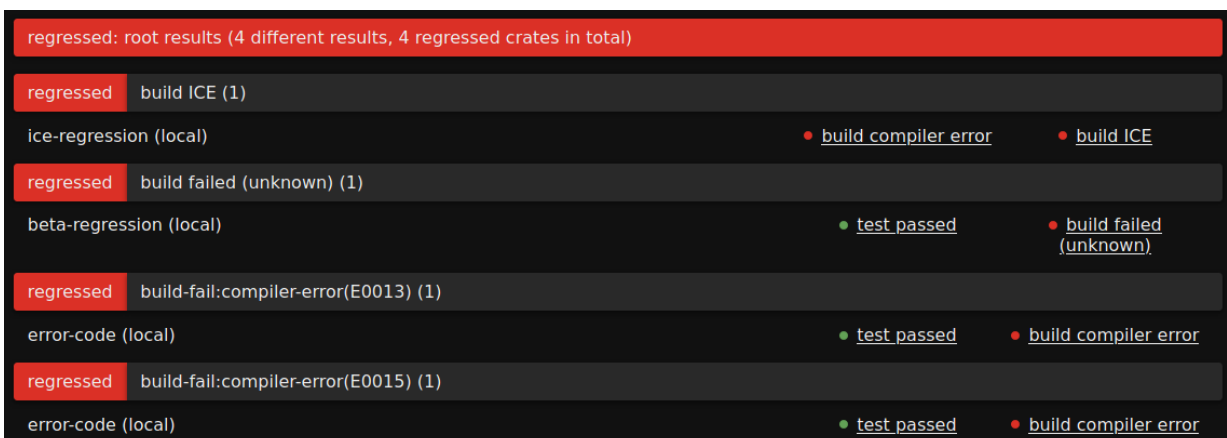 regressed: root results (4 different results, 4 regressed crates in total)
regressed build ICE (1)
ice-regression (local) build compiler error build ICE
regressed build failed (unknown) (1)
beta-regression (local) test passed build failed
(unknown)
regressed build-fail:compiler-error(E0013) (1)
error-code (local) test passed build compiler error
regressed build-fail:compiler-error(E0015) (1)
error-code (local) test passed build compiler error